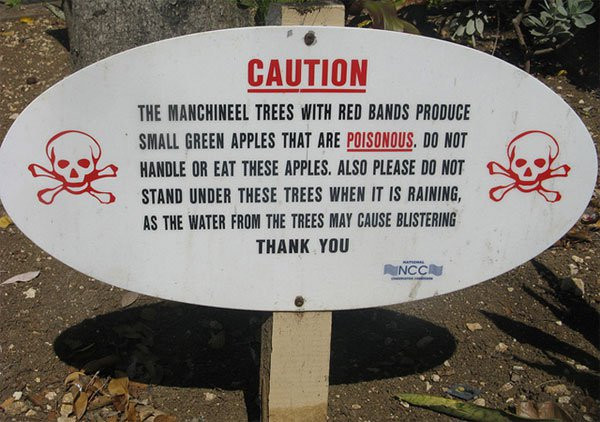 CAUTION
THE MANCHINEEL TREES WITH RED BANDS PRODUCE
SMALL GREEN APPLES THAT ARE POISONOUS. DO NOT
HANDLE OR EAT THESE APPLES. ALSO PLEASE DO NOT
STAND UNDER THESE TREES WHEN IT IS RAINING,
AS THE WATER FROM THE TREES MAY CAUSE BLISTERING
THANK YOU
NATIONAL
NCC